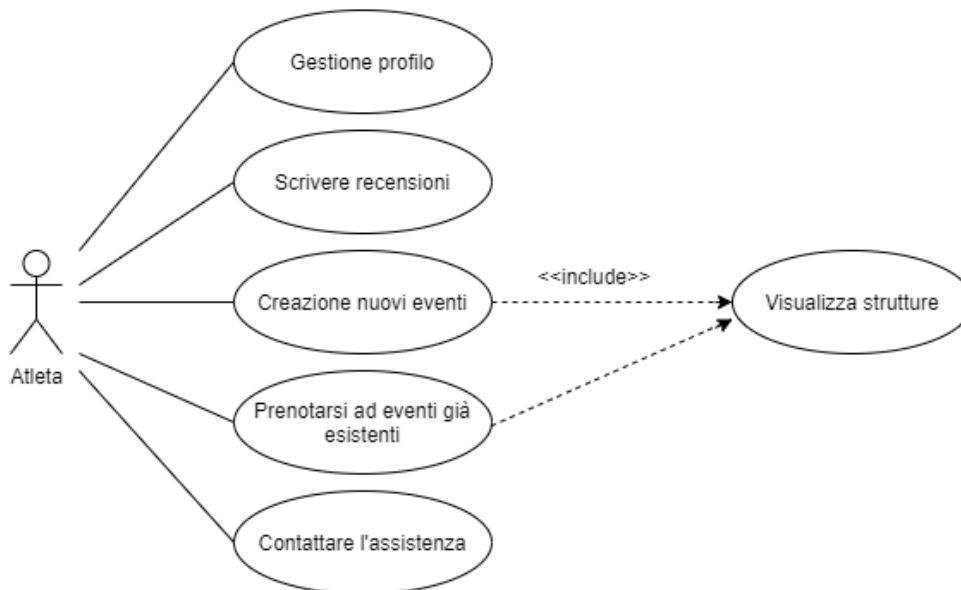 Gestione profilo
Scrivere recensioni
Creazione nuovi eventi
<<include>>
Visualizza strutture
Atleta
Prenotarsi ad eventi già
esistenti
Contattare l'assistenza